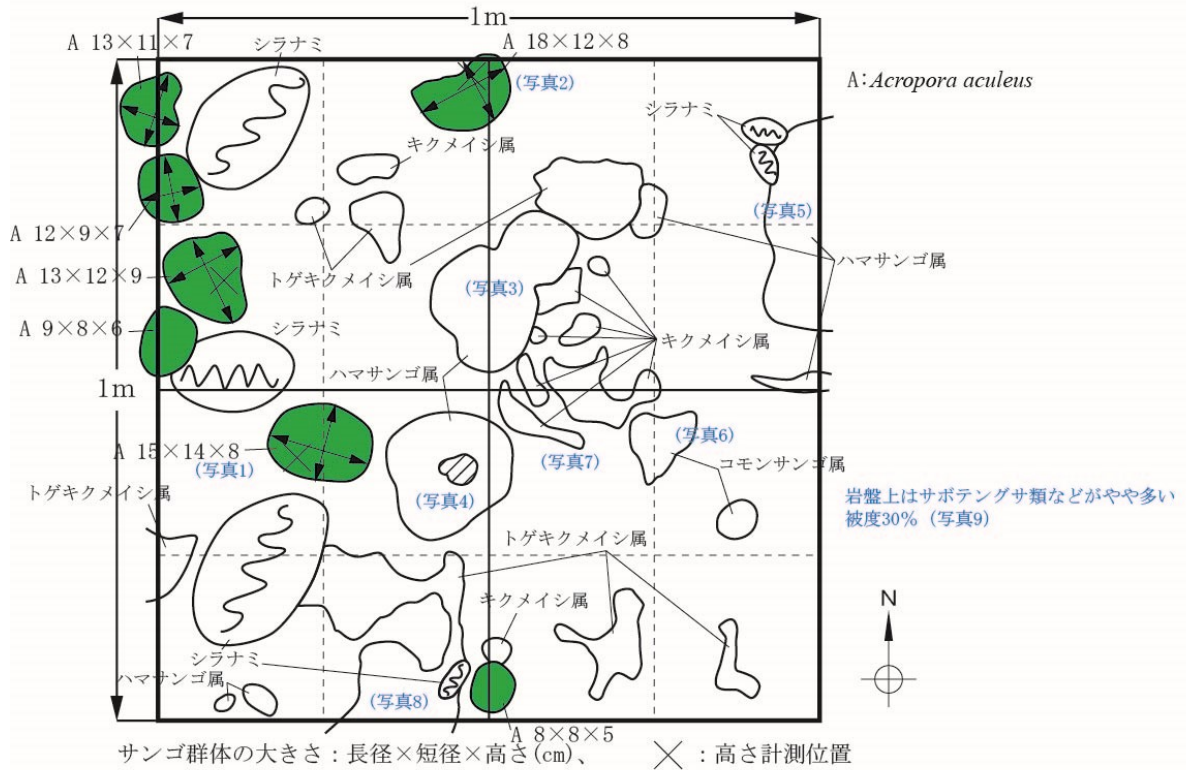 1m
A 13×11×7
シラナミ
A 18×12×8
(写真2)
A:Acropora aculeus
シラナミ
キクメイシ属
(写真5)
A 12×9×7
ハマサンゴ属
A 13×12×9
トゲキクメイシ属
(写真3)
A 9×8×6
シラナミ
キクメイシ属
ハマサンゴ属
1m
A 15×14×8
(写真1)
(写真6)
(写真7)
コモンサンゴ属
トゲキクメイシ属
(写真4)
岩盤上はサボテングサ類などがやや多い
被度30%（写真9）
トゲキクメイシ属
N
キクメイシ属
シラナミ
ハマサンゴ属
(写真8)
A 8×8×5
サンゴ群体の大きさ：長径×短径×高さ(cm)、 ╳ ：高さ計測位置